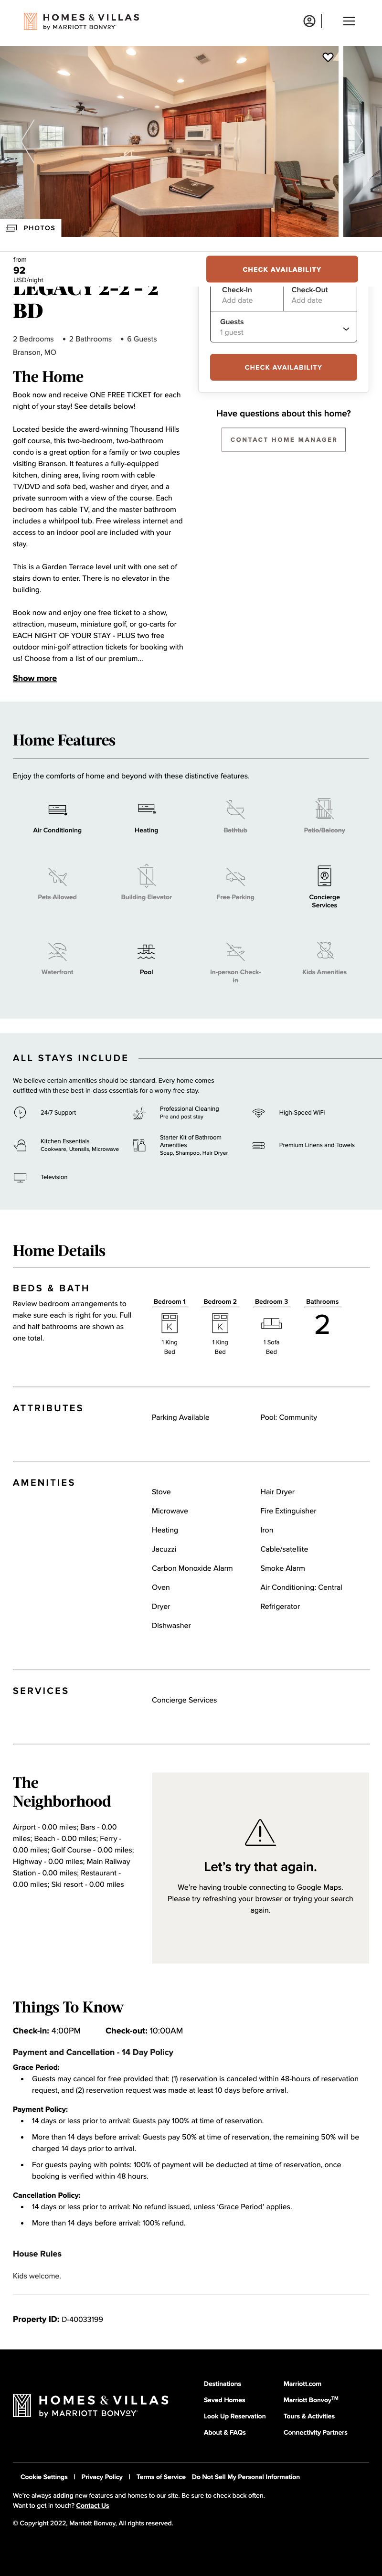 HOMES & VILLAS
by MARRIOTT BONVOY
PHOTOS
from
92
USD/night
CHECK AVAILABILITY
LEGACY 2-2 - 2
BD
Check-In
Add date
Check-Out
Add date
Guests
1 guest
CHECK AVAILABILITY
2 Bedrooms • 2 Bathrooms • 6 Guests
Branson, MO
Have questions about this home?
CONTACT HOME MANAGER
The Home
Book now and receive ONE FREE TICKET for each
night of your stay! See details below!
Located beside the award-winning Thousand Hills
golf course, this two-bedroom, two-bathroom
condo is a great option for a family or two couples
visiting Branson. It features a fully-equipped
kitchen, dining area, living room with cable
TV/DVD and sofa bed, washer and dryer, and a
private sunroom with a view of the course. Each
bedroom has cable TV, and the master bathroom
includes a whirlpool tub. Free wireless internet and
access to an indoor pool are included with your
stay.
This is a Garden Terrace level unit with one set of
stairs down to enter. There is no elevator in the
building.
Book now and enjoy one free ticket to a show,
attraction, museum, miniature golf, or go-carts for
EACH NIGHT OF YOUR STAY - PLUS two free
outdoor mini-golf attraction tickets for booking with
us! Choose from a list of our premium...
Show more
Home Features
Enjoy the comforts of home and beyond with these distinctive features.
Air Conditioning
Heating
Bathtub
Patio/Balcony
Pets Allowed
Building Elevator
Free Parking
Concierge
Services
Waterfront
Pool
In-person Check-
in
Kids Amenities
ALL STAYS INCLUDE
We believe certain amenities should be standard. Every home comes
outfitted with these best-in-class essentials for a worry-free stay.
24/7 Support
Professional Cleaning
Pre and post stay
High-Speed WiFi
Kitchen Essentials
Cookware, Utensils, Microwave
Starter Kit of Bathroom
Amenities
Soap, Shampoo, Hair Dryer
Premium Linens and Towels
Television
Home Details
BEDS & BATH
Review bedroom arrangements to
make sure each is right for you. Full
and half bathrooms are shown as
one total.
Bedroom 1
1 King
Bed
Bedroom 2
1 King
Bed
Bedroom 3
1 Sofa
Bed
Bathrooms
2
ATTRIBUTES
Parking Available
Pool: Community
AMENITIES
Stove
Hair Dryer
Microwave
Fire Extinguisher
Heating
Iron
Jacuzzi
Cable/satellite
Carbon Monoxide Alarm
Smoke Alarm
Oven
Air Conditioning: Central
Dryer
Refrigerator
Dishwasher
SERVICES
Concierge Services
The
Neighborhood
Airport - 0.00 miles; Bars - 0.00
miles; Beach - 0.00 miles; Ferry -
0.00 miles; Golf Course - 0.00 miles;
Highway - 0.00 miles; Main Railway
Station - 0.00 miles; Restaurant -
0.00 miles; Ski resort - 0.00 miles
Let's try that again.
We're having trouble connecting to Google Maps.
Please try refreshing your browser or trying your search
again.
Things To Know
Check-in: 4:00PM
Check-out: 10:00AM
Payment and Cancellation - 14 Day Policy
Grace Period:
• Guests may cancel for free provided that: (1) reservation is canceled within 48-hours of reservation
request, and (2) reservation request was made at least 10 days before arrival.
Payment Policy:
• 14 days or less prior to arrival: Guests pay 100% at time of reservation.
• More than 14 days before arrival: Guests pay 50% at time of reservation, the remaining 50% will be
charged 14 days prior to arrival.
• For guests paying with points: 100% of payment will be deducted at time of reservation, once
booking is verified within 48 hours.
Cancellation Policy:
• 14 days or less prior to arrival: No refund issued, unless 'Grace Period' applies.
• More than 14 days before arrival: 100% refund.
House Rules
Kids welcome.
Property ID: D-40033199
HOMES & VILLAS
by MARRIOTT BONVOY
Destinations
Marriott.com
Saved Homes
Marriott Bonvoy™
Look Up Reservation
Tours & Activities
About & FAQs
Connectivity Partners
Cookie Settings | Privacy Policy | Terms of Service Do Not Sell My Personal Information
We're always adding new features and homes to our site. Be sure to check back often.
Want to get in touch? Contact Us
© Copyright 2022, Marriott Bonvoy, All rights reserved.